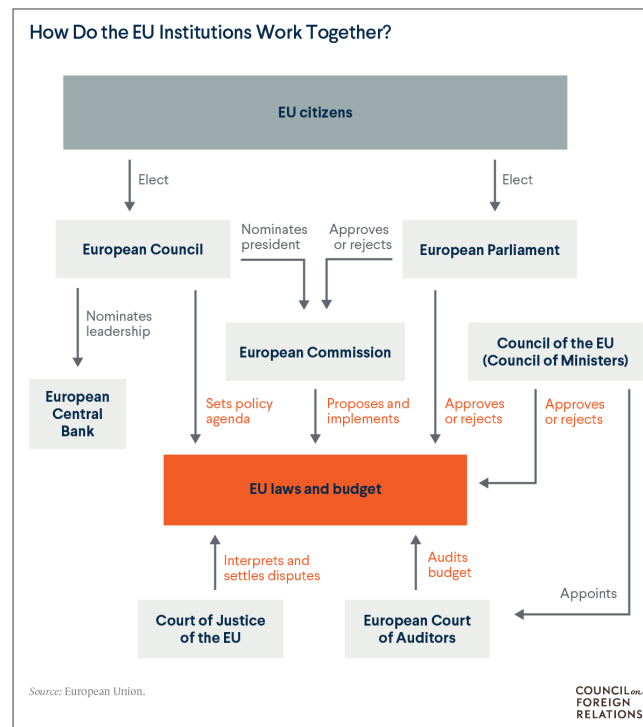 How Do the EU Institutions Work Together?
EU citizens
Elect
Elect
European Council
Nominates
president
Approves
or rejects
European Parliament
Nominates
leadership
European Commission
Council of the EU
(Council of Ministers)
European
Central
Bank
Sets policy
agenda
Proposes and
implements
Approves
or rejects
Approves
or rejects
EU laws and budget
Interprets and
settles disputes
Audits
budget
Appoints
Court of Justice
of the EU
European Court
of Auditors
Source: European Union.
COUNCIL on
FOREIGN
RELATIONS